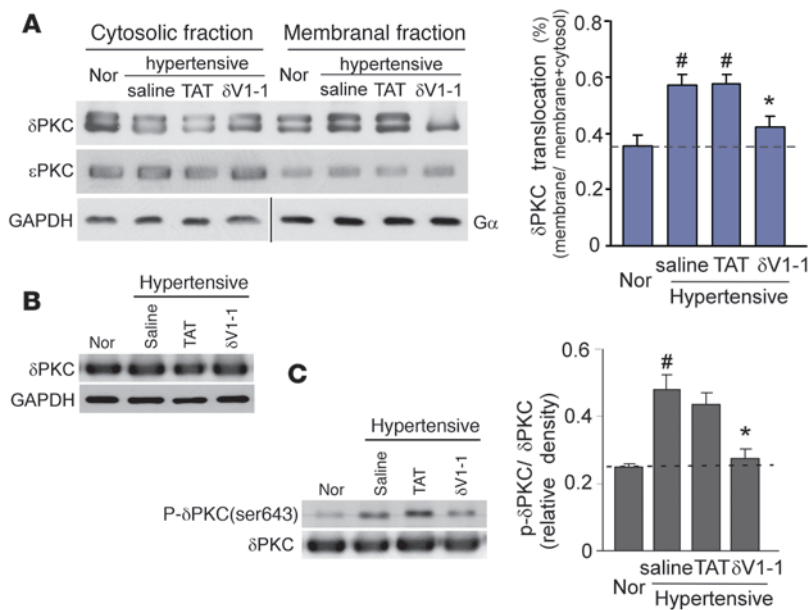 A
Cytosolic fraction Membranal fraction
hypertensive hypertensive
Nor saline TAT δV1-1 Nor saline TAT δV1-1
δPKC
εPKC
GAPDH Gα
δPKC translocation (%)
(membrane/ membrane+cytosol)
0.8
0.6
0.4
0.2
0
# # *
Nor saline TAT δV1-1
Hypertensive
B
Hypertensive
Nor Saline TAT δV1-1
δPKC
GAPDH
C
Hypertensive
Nor Saline TAT δV1-1
P-δPKC(ser643)
δPKC
p-δPKC/ δPKC
(relative density)
0.6
0.4
0.2
0
# *
Nor saline TAT δV1-1
Hypertensive